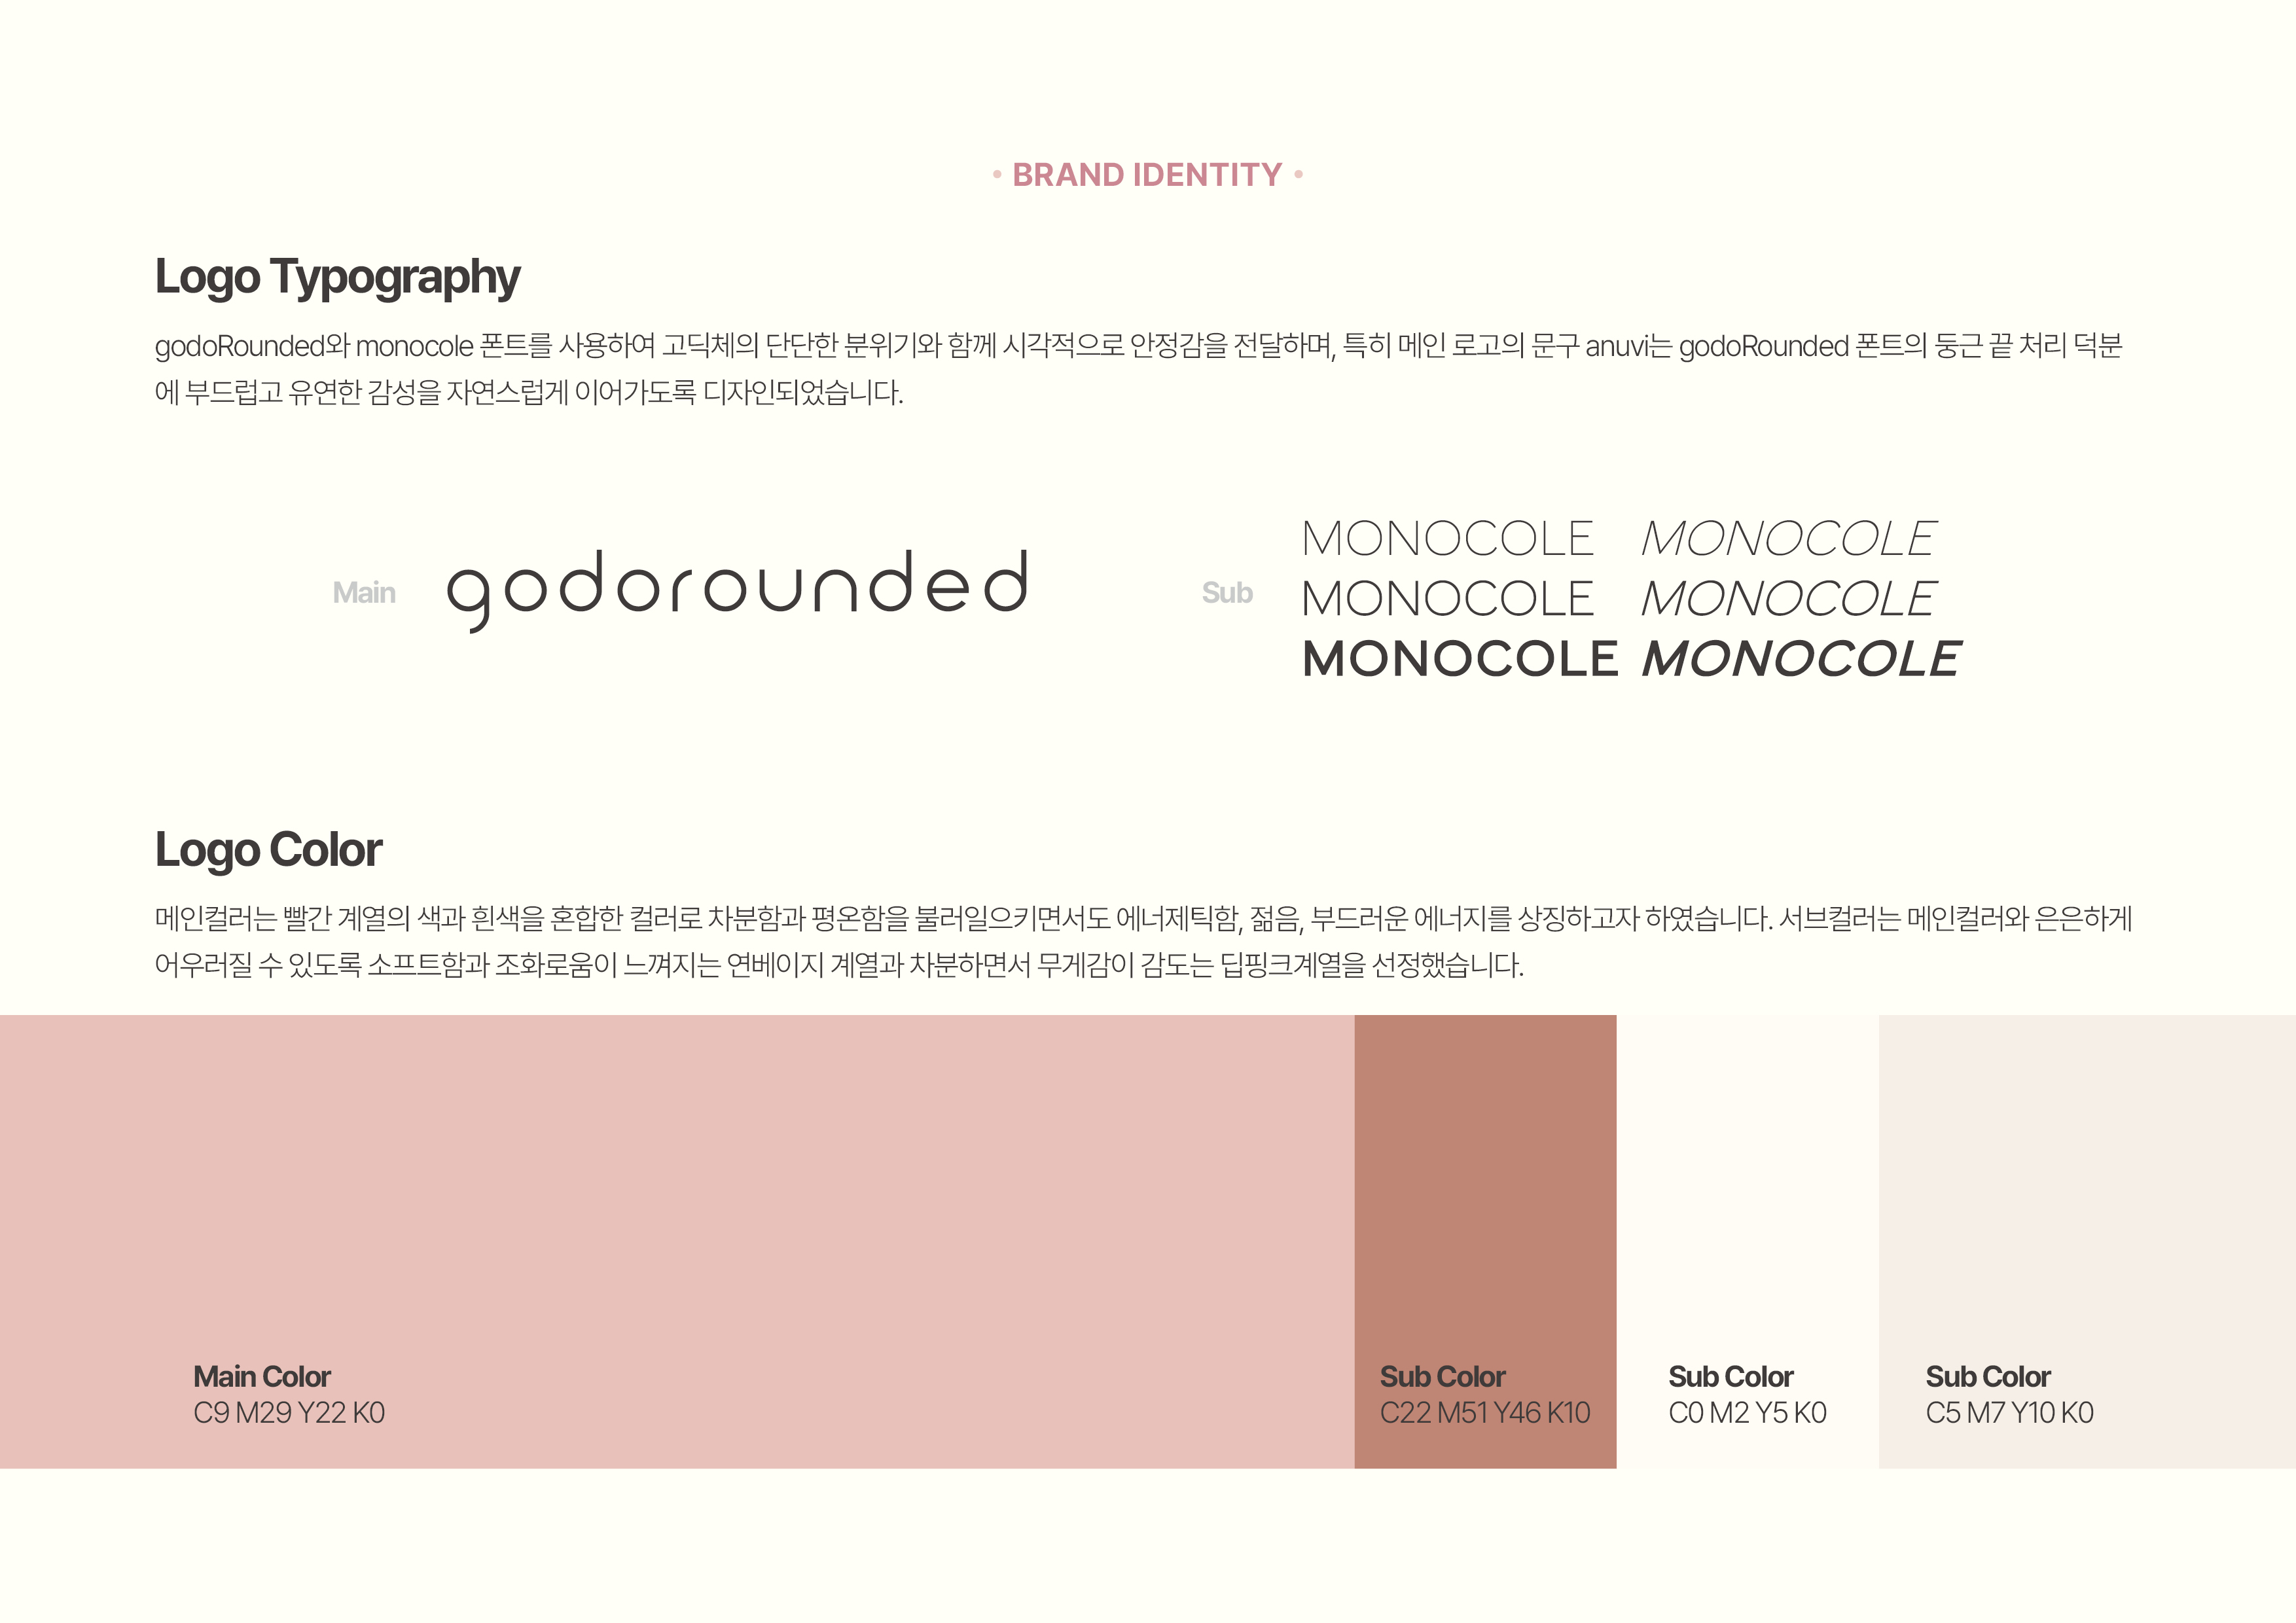 • BRAND IDENTITY •
Logo Typography
godoRounded와 monocole 폰트를 사용하여 고딕체의 단단한 분위기와 함께 시각적으로 안정감을 전달하며, 특히 메인 로고의 문구 anuvi는 godoRounded 폰트의 둥근 끝 처리 덕분
에 부드럽고 유연한 감성을 자연스럽게 이어가도록 디자인되었습니다.
Main
godorounded
Sub
MONOCOLE MONOCOLE
MONOCOLE MONOCOLE
MONOCOLE MONOCOLE
Logo Color
메인컬러는 빨간 계열의 색과 흰색을 혼합한 컬러로 차분함과 평온함을 불러일으키면서도 에너제틱함, 젊음, 부드러운 에너지를 상징하고자 하였습니다. 서브컬러는 메인컬러와 은은하게
어우러질 수 있도록 소프트함과 조화로움이 느껴지는 연베이지 계열과 차분하면서 무게감이 감도는 딥핑크계열을 선정했습니다.
Main Color
C9 M29 Y22 K0
Sub Color
C22 M51 Y46 K10
Sub Color
C0 M2 Y5 K0
Sub Color
C5 M7 Y10 K0